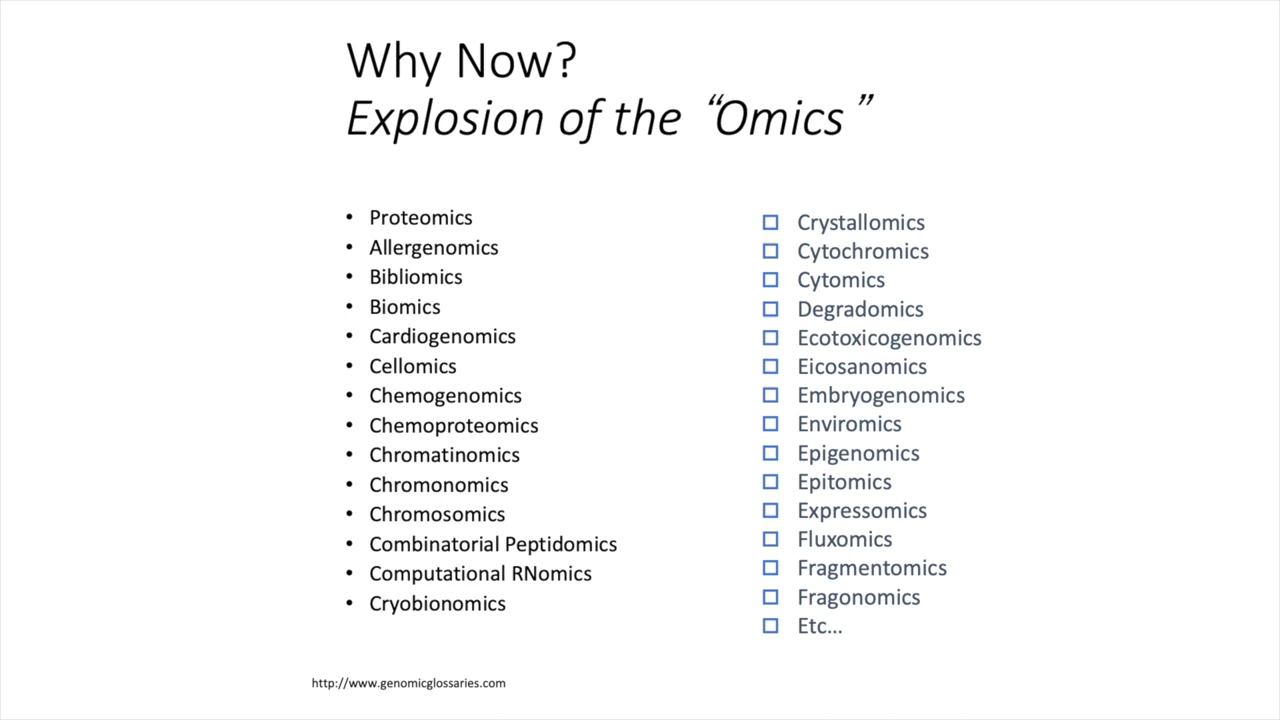 Why Now?
Explosion of the “Omics”
• Proteomics
• Allergenomics
• Bibliomics
• Biomics
• Cardiogenomics
• Cellomics
• Chemogenomics
• Chemoproteomics
• Chromatinomics
• Chromonomics
• Chromosomics
• Combinatorial Peptidomics
• Computational RNomics
• Cryobionomics
☐ Crystallomics
☐ Cytochromics
☐ Cytomics
☐ Degradomics
☐ Ecotoxicogenomics
☐ Eicosanomics
☐ Embryogenomics
☐ Enviromics
☐ Epigenomics
☐ Epitomics
☐ Expressomics
☐ Fluxomics
☐ Fragmentomics
☐ Fragonomics
☐ Etc…
http://www.genomicglossaries.com